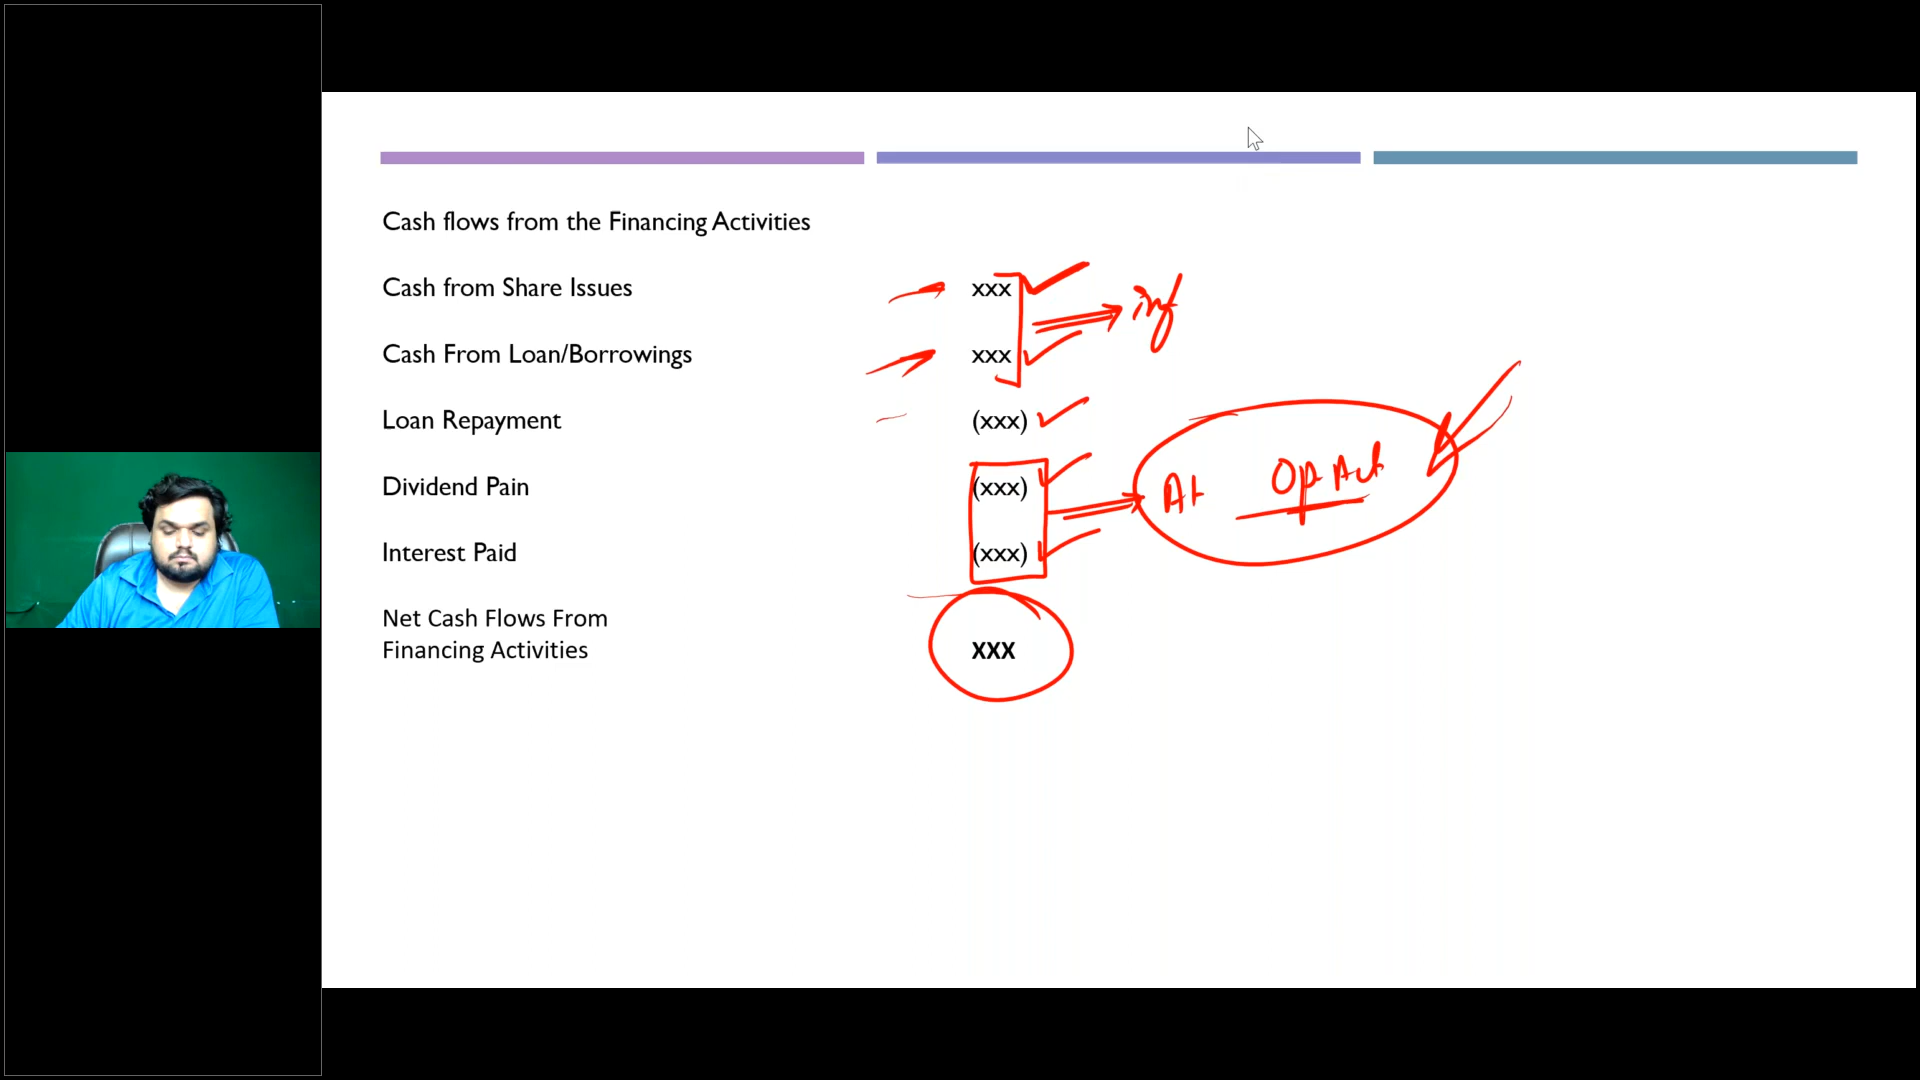 Cash flows from the Financing Activities
Cash from Share Issues xxx
inf
Cash From Loan/Borrowings xxx
Loan Repayment (xxx)
Dividend Pain (xxx)
At Op Act
Interest Paid (xxx)
Net Cash Flows From
Financing Activities XXX